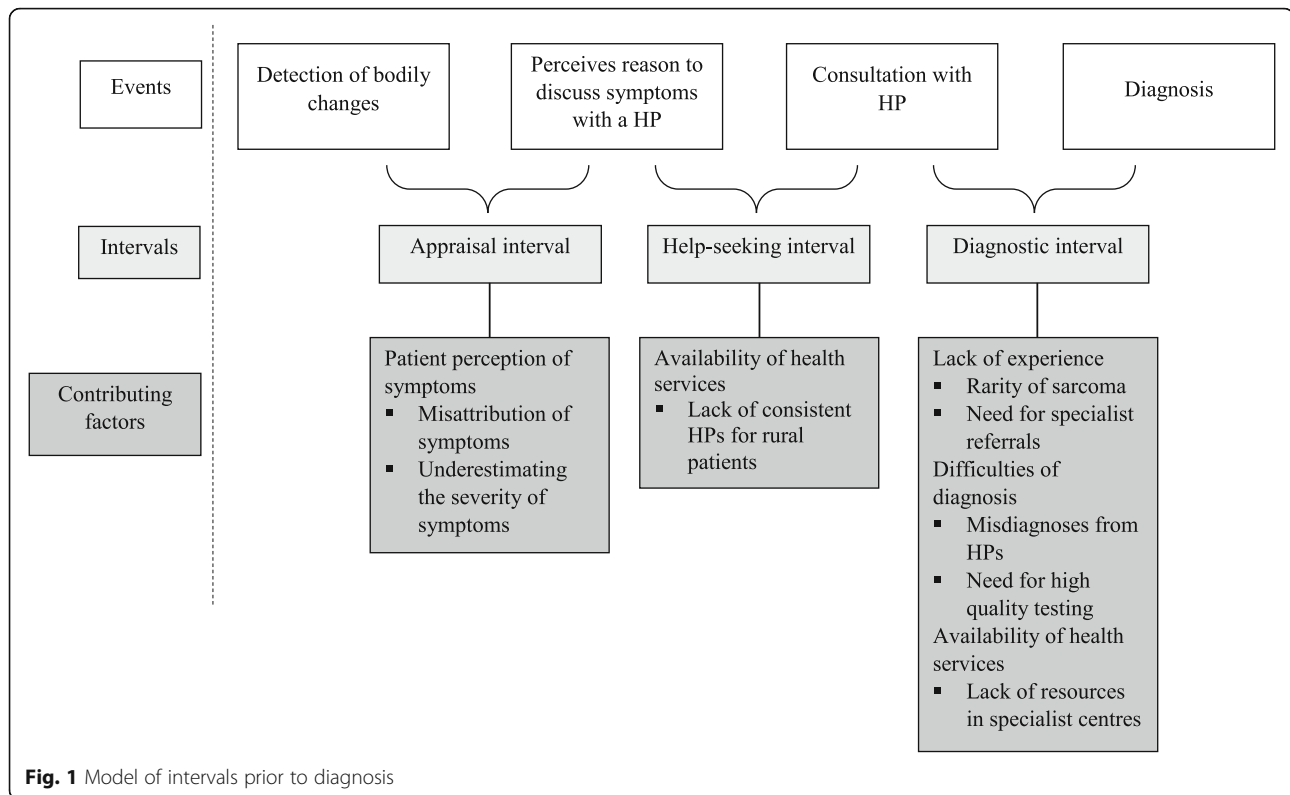 Events
Detection of bodily
changes
Perceives reason to
discuss symptoms
with a HP
Consultation with
HP
Diagnosis
Intervals
Appraisal interval
Help-seeking interval
Diagnostic interval
Contributing
factors
Patient perception of
symptoms
▪ Misattribution of
symptoms
▪ Underestimating
the severity of
symptoms
Availability of health
services
▪ Lack of consistent
HPs for rural
patients
Lack of experience
▪ Rarity of sarcoma
▪ Need for specialist
referrals
Difficulties of
diagnosis
▪ Misdiagnoses from
HPs
▪ Need for high
quality testing
Availability of health
services
▪ Lack of resources
in specialist centres
Fig. 1 Model of intervals prior to diagnosis